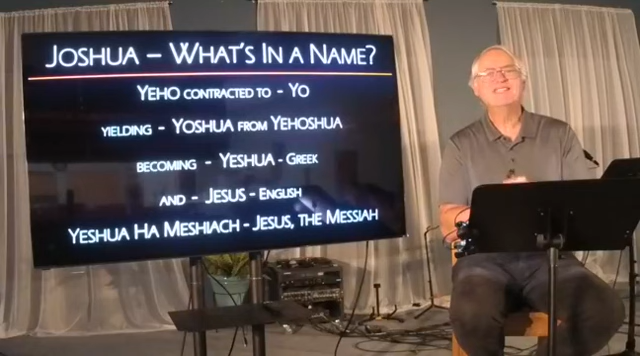 Joshua – What's In a Name?
Yeho contracted to - Yo
yielding - Yoshua from Yehoshua
becoming - Yeshua - Greek
and - Jesus - English
Yeshua Ha Meshiach - Jesus, the Messiah